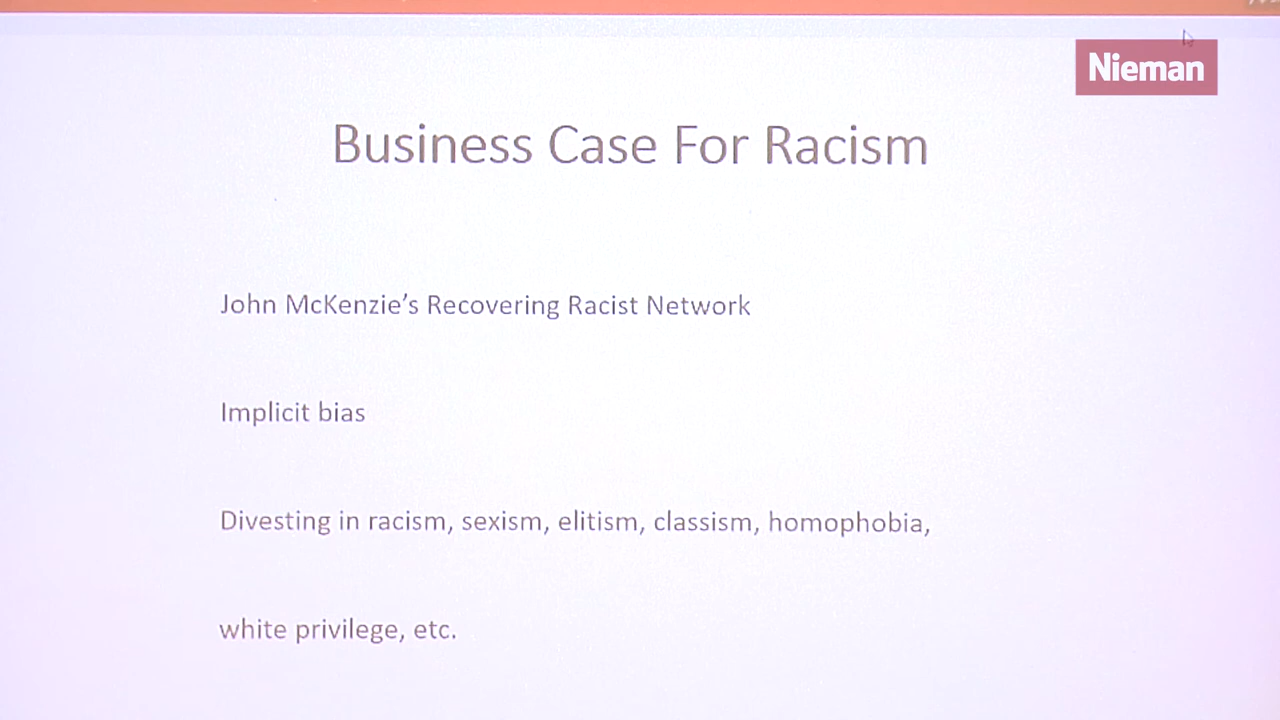 Nieman
Business Case For Racism
John McKenzie’s Recovering Racist Network
Implicit bias
Divesting in racism, sexism, elitism, classism, homophobia,
white privilege, etc.